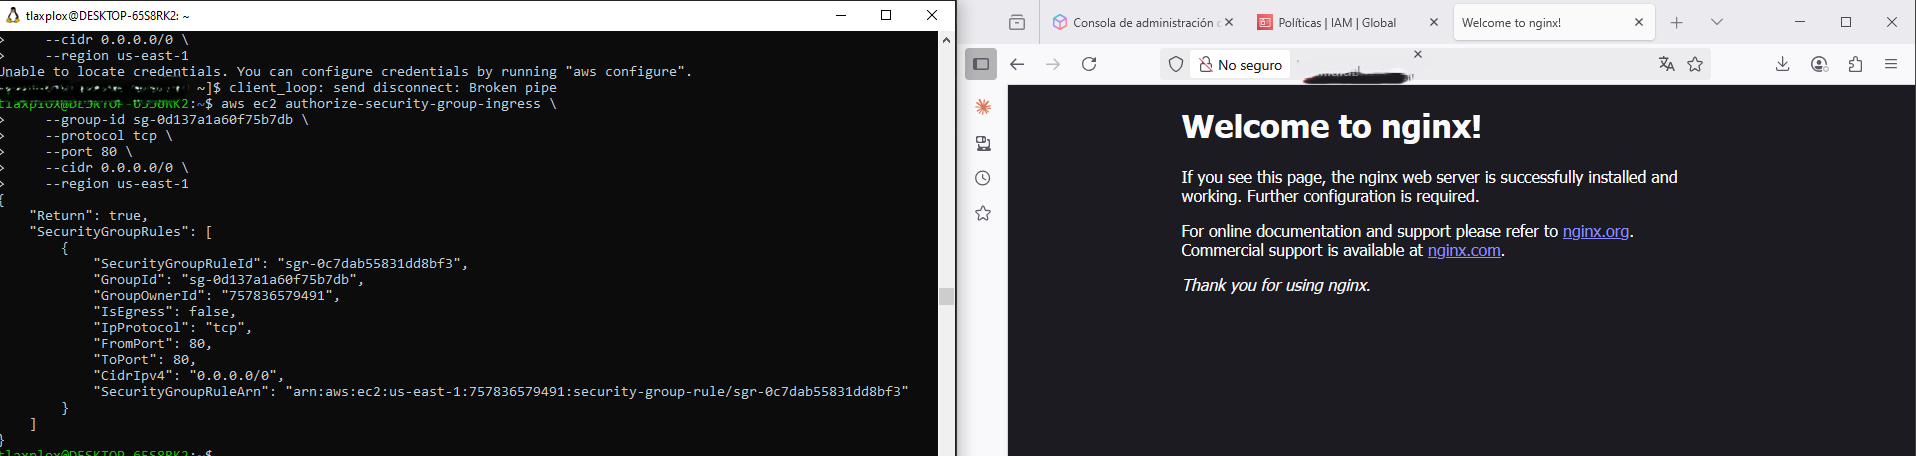 tlaxplox@DESKTOP-65S8RK2: ~
>     --cidr 0.0.0.0/0 \
>     --region us-east-1
Unable to locate credentials. You can configure credentials by running "aws configure".
~]$ client_loop: send disconnect: Broken pipe
tlaxplox@DESKTOP-65S8RK2:~$ aws ec2 authorize-security-group-ingress \
>     --group-id sg-0d137a1a60f75b7db \
>     --protocol tcp \
>     --port 80 \
>     --cidr 0.0.0.0/0 \
>     --region us-east-1
{
    "Return": true,
    "SecurityGroupRules": [
        {
            "SecurityGroupRuleId": "sgr-0c7dab55831dd8bf3",
            "GroupId": "sg-0d137a1a60f75b7db",
            "GroupOwnerId": "757836579491",
            "IsEgress": false,
            "IpProtocol": "tcp",
            "FromPort": 80,
            "ToPort": 80,
            "CidrIpv4": "0.0.0.0/0",
            "SecurityGroupRuleArn": "arn:aws:ec2:us-east-1:757836579491:security-group-rule/sgr-0c7dab55831dd8bf3"
        }
    ]
}
tlaxplox@DESKTOP-65S8RK2:~$
Consola de administración
Políticas | IAM | Global
Welcome to nginx!
No seguro
Welcome to nginx!
If you see this page, the nginx web server is successfully installed and
working. Further configuration is required.
For online documentation and support please refer to nginx.org.
Commercial support is available at nginx.com.
Thank you for using nginx.